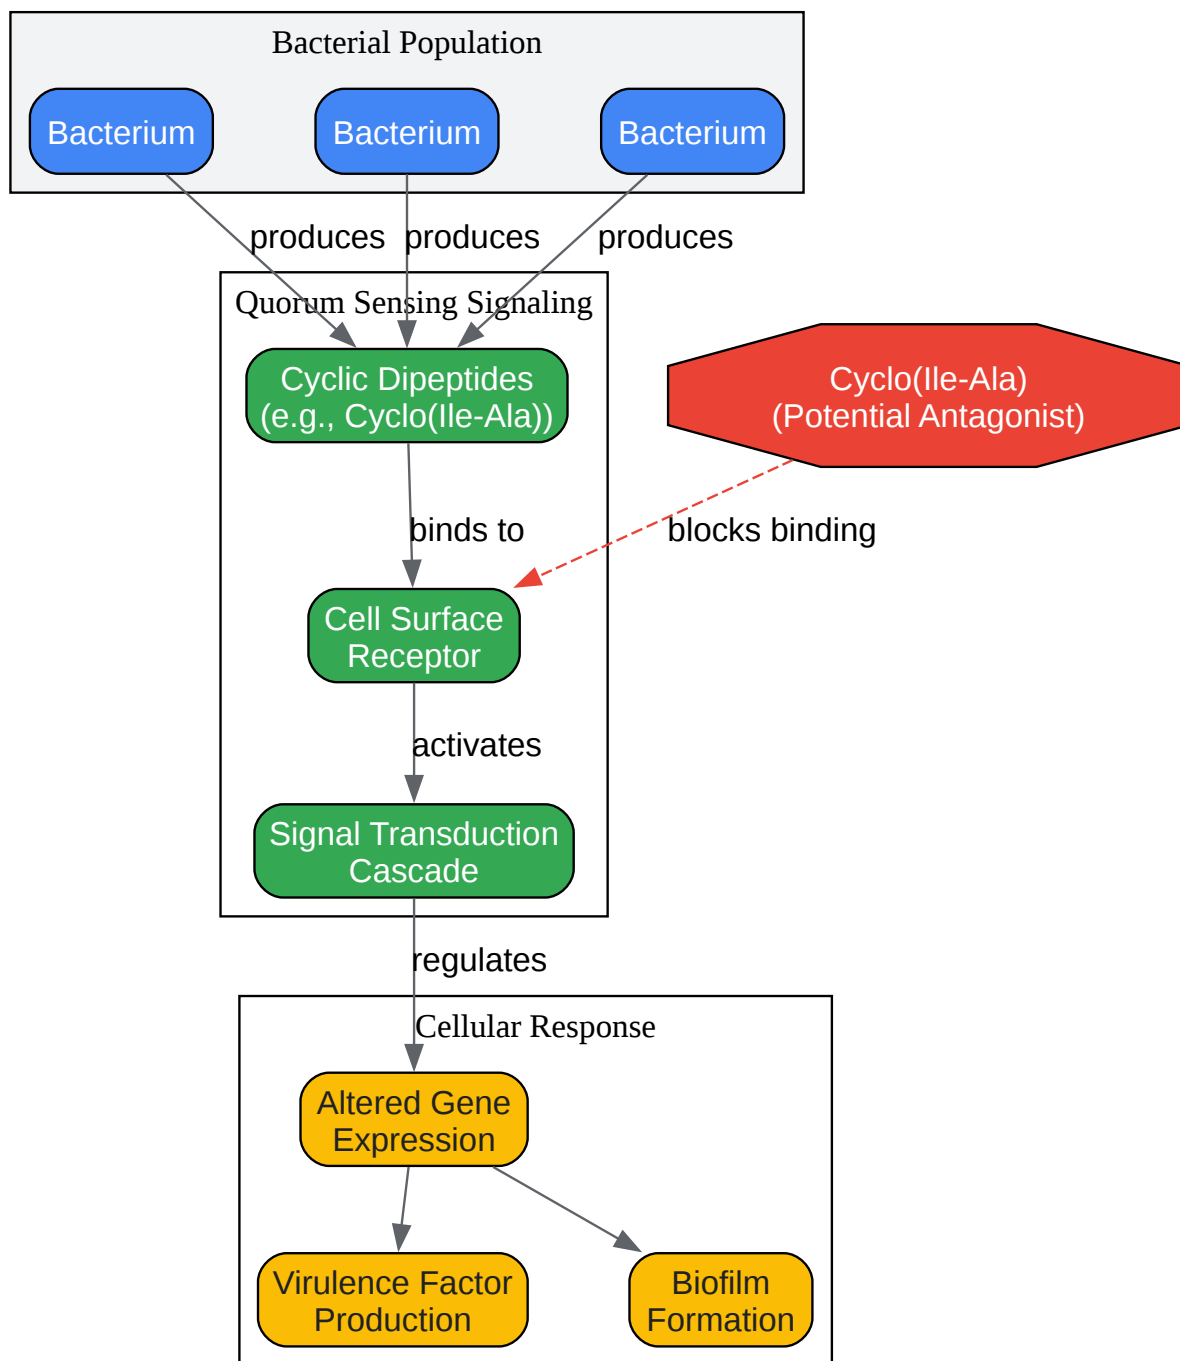 Bacterial Population
Bacterium
Bacterium
Bacterium
produces
produces
produces
Quorum Sensing Signaling
Cyclic Dipeptides
(e.g., Cyclo(Ile-Ala))
Cyclo(Ile-Ala)
(Potential Antagonist)
binds to
blocks binding
Cell Surface
Receptor
activates
Signal Transduction
Cascade
regulates
Cellular Response
Altered Gene
Expression
Virulence Factor
Production
Biofilm
Formation